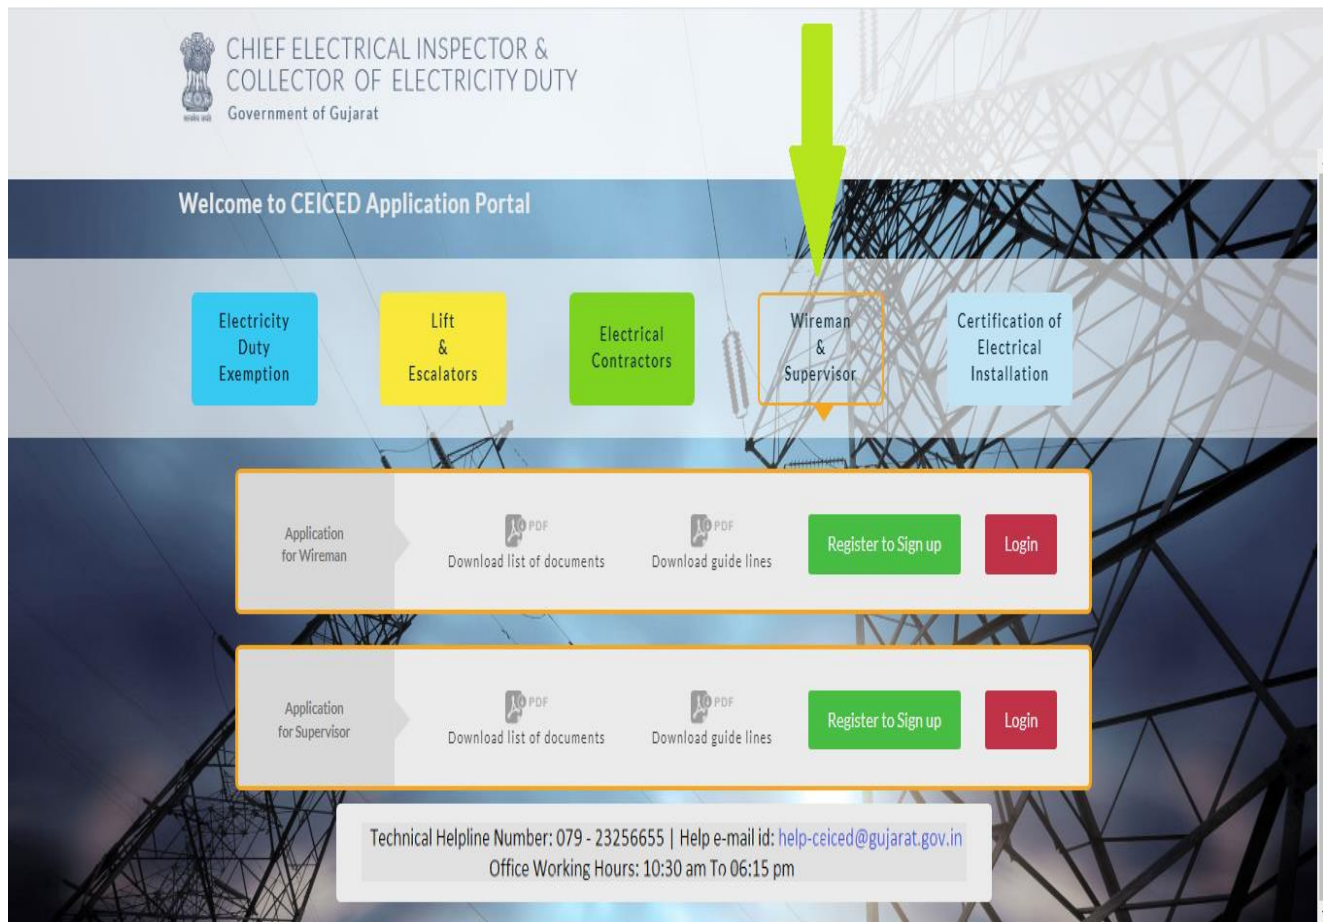 CHIEF ELECTRICAL INSPECTOR &
COLLECTOR OF ELECTRICITY DUTY
Government of Gujarat
Welcome to CEICED Application Portal
Electricity
Duty
Exemption
Lift
&
Escalators
Electrical
Contractors
Wireman
&
Supervisor
Certification of
Electrical
Installation
Application
for Wireman
PDF
Download list of documents
PDF
Download guide lines
Register to Sign up
Login
Application
for Supervisor
PDF
Download list of documents
PDF
Download guide lines
Register to Sign up
Login
Technical Helpline Number: 079 - 23256655 | Help e-mail id: help-ceiced@gujarat.gov.in
Office Working Hours: 10:30 am To 06:15 pm